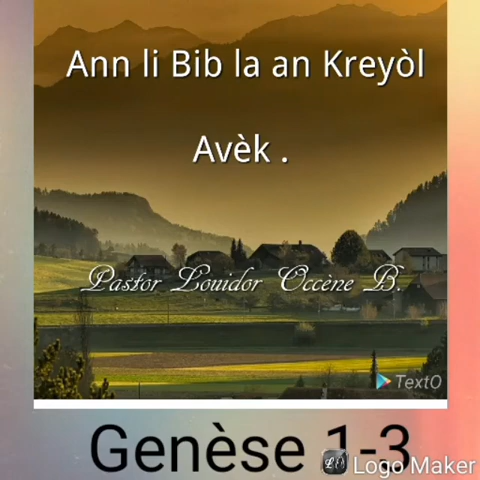 Ann li Bib la an Kreyòl
Avèk .
Pastor Louidor Occène B.
TextO
Genèse 1-3
Logo Maker